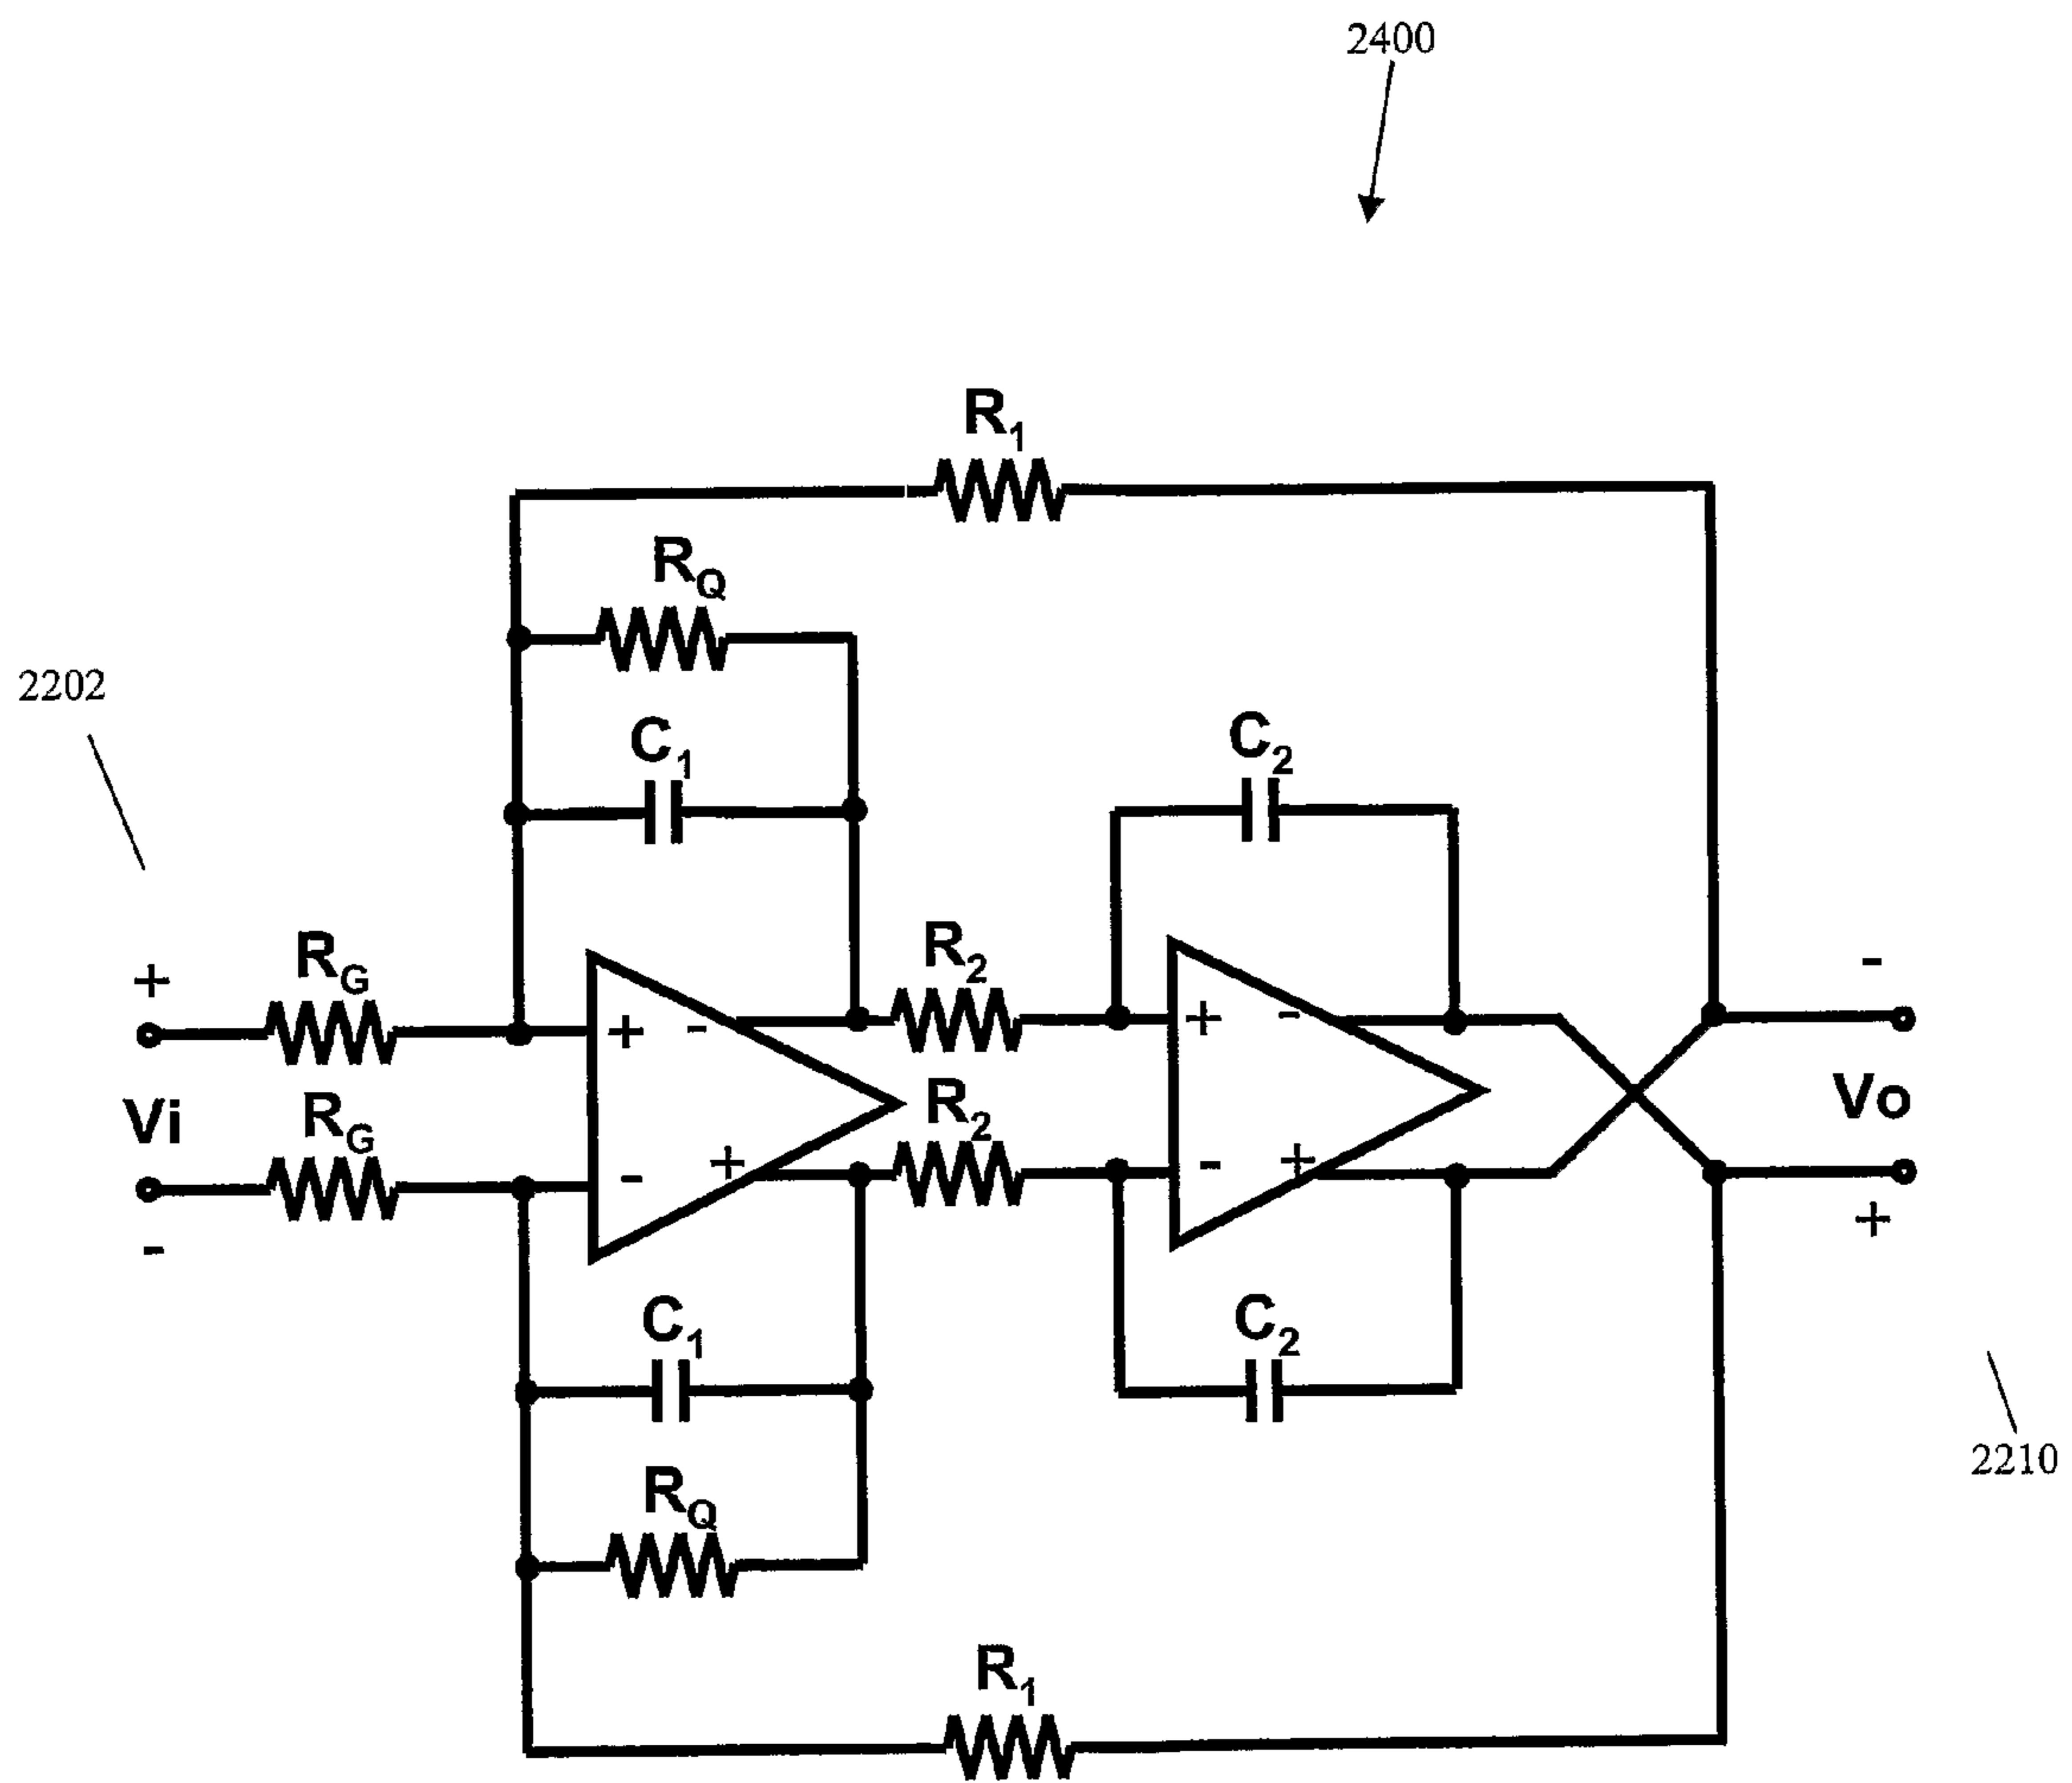 2400
R1
RQ
2202
C1
C2
RG
R2
+
-
+ -
+ -
Vi
RG
R2
Vo
- +
- +
-
+
C1
C2
2210
RQ
R1